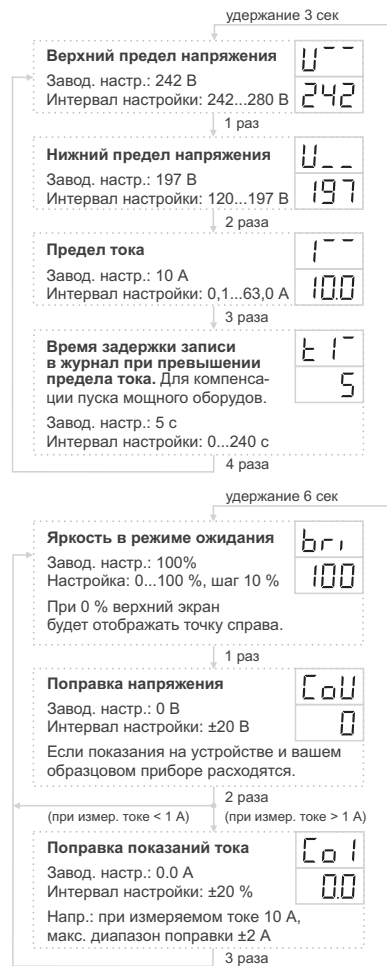 удержание 3 сек
Верхний предел напряжения
Завод. настр.: 242 В
Интервал настройки: 242...280 В
U¯¯
242
1 раз
Нижний предел напряжения
Завод. настр.: 197 В
Интервал настройки: 120...197 В
U__
197
2 раза
Предел тока
Завод. настр.: 10 А
Интервал настройки: 0,1...63,0 А
I¯¯
10.0
3 раза
Время задержки записи
в журнал при превышении
предела тока. Для компенса-
ции пуска мощного оборудов.
Завод. настр.: 5 с
Интервал настройки: 0...240 с
t I¯
5
4 раза
удержание 6 сек
Яркость в режиме ожидания
Завод. настр.: 100%
Настройка: 0...100 %, шаг 10 %
При 0 % верхний экран
будет отображать точку справа.
bri
100
1 раз
Поправка напряжения
Завод. настр.: 0 В
Интервал настройки: ±20 В
Если показания на устройстве и вашем
образцовом приборе расходятся.
CoU
0
2 раза
(при измер. токе < 1 А)
(при измер. токе > 1 А)
Поправка показаний тока
Завод. настр.: 0.0 А
Интервал настройки: ±20 %
Напр.: при измеряемом токе 10 А,
макс. диапазон поправки ±2 А
CoI
0.0
3 раза